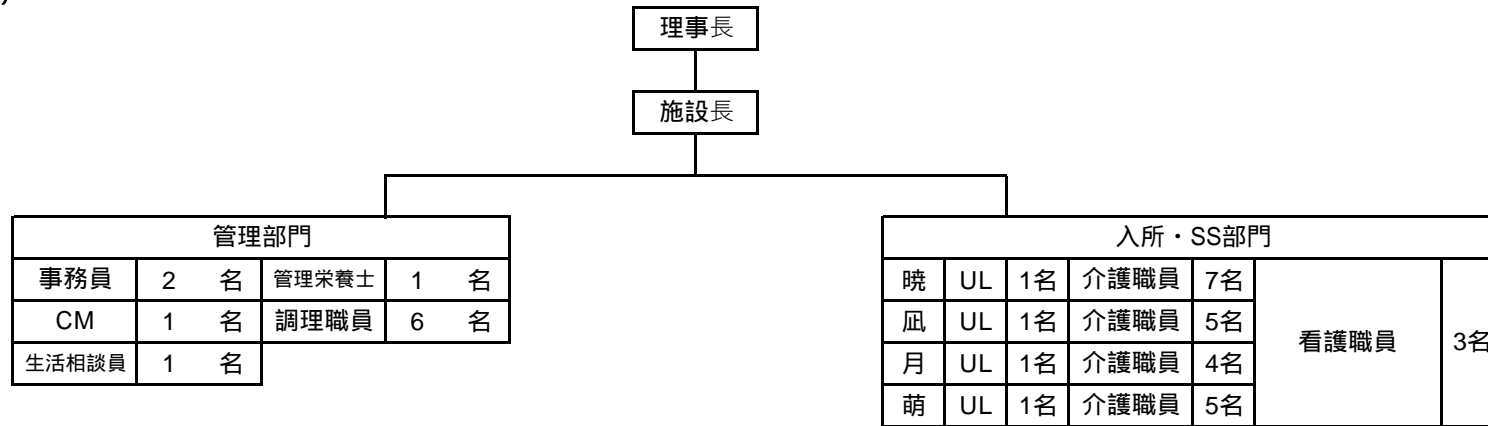 )
理事長
施設長
管理部門
事務員 2 名 管理栄養士 1 名
CM 1 名 調理職員 6 名
生活相談員 1 名
入所・SS部門
暁 UL 1名 介護職員 7名
凪 UL 1名 介護職員 5名
看護職員 3名
月 UL 1名 介護職員 4名
萌 UL 1名 介護職員 5名